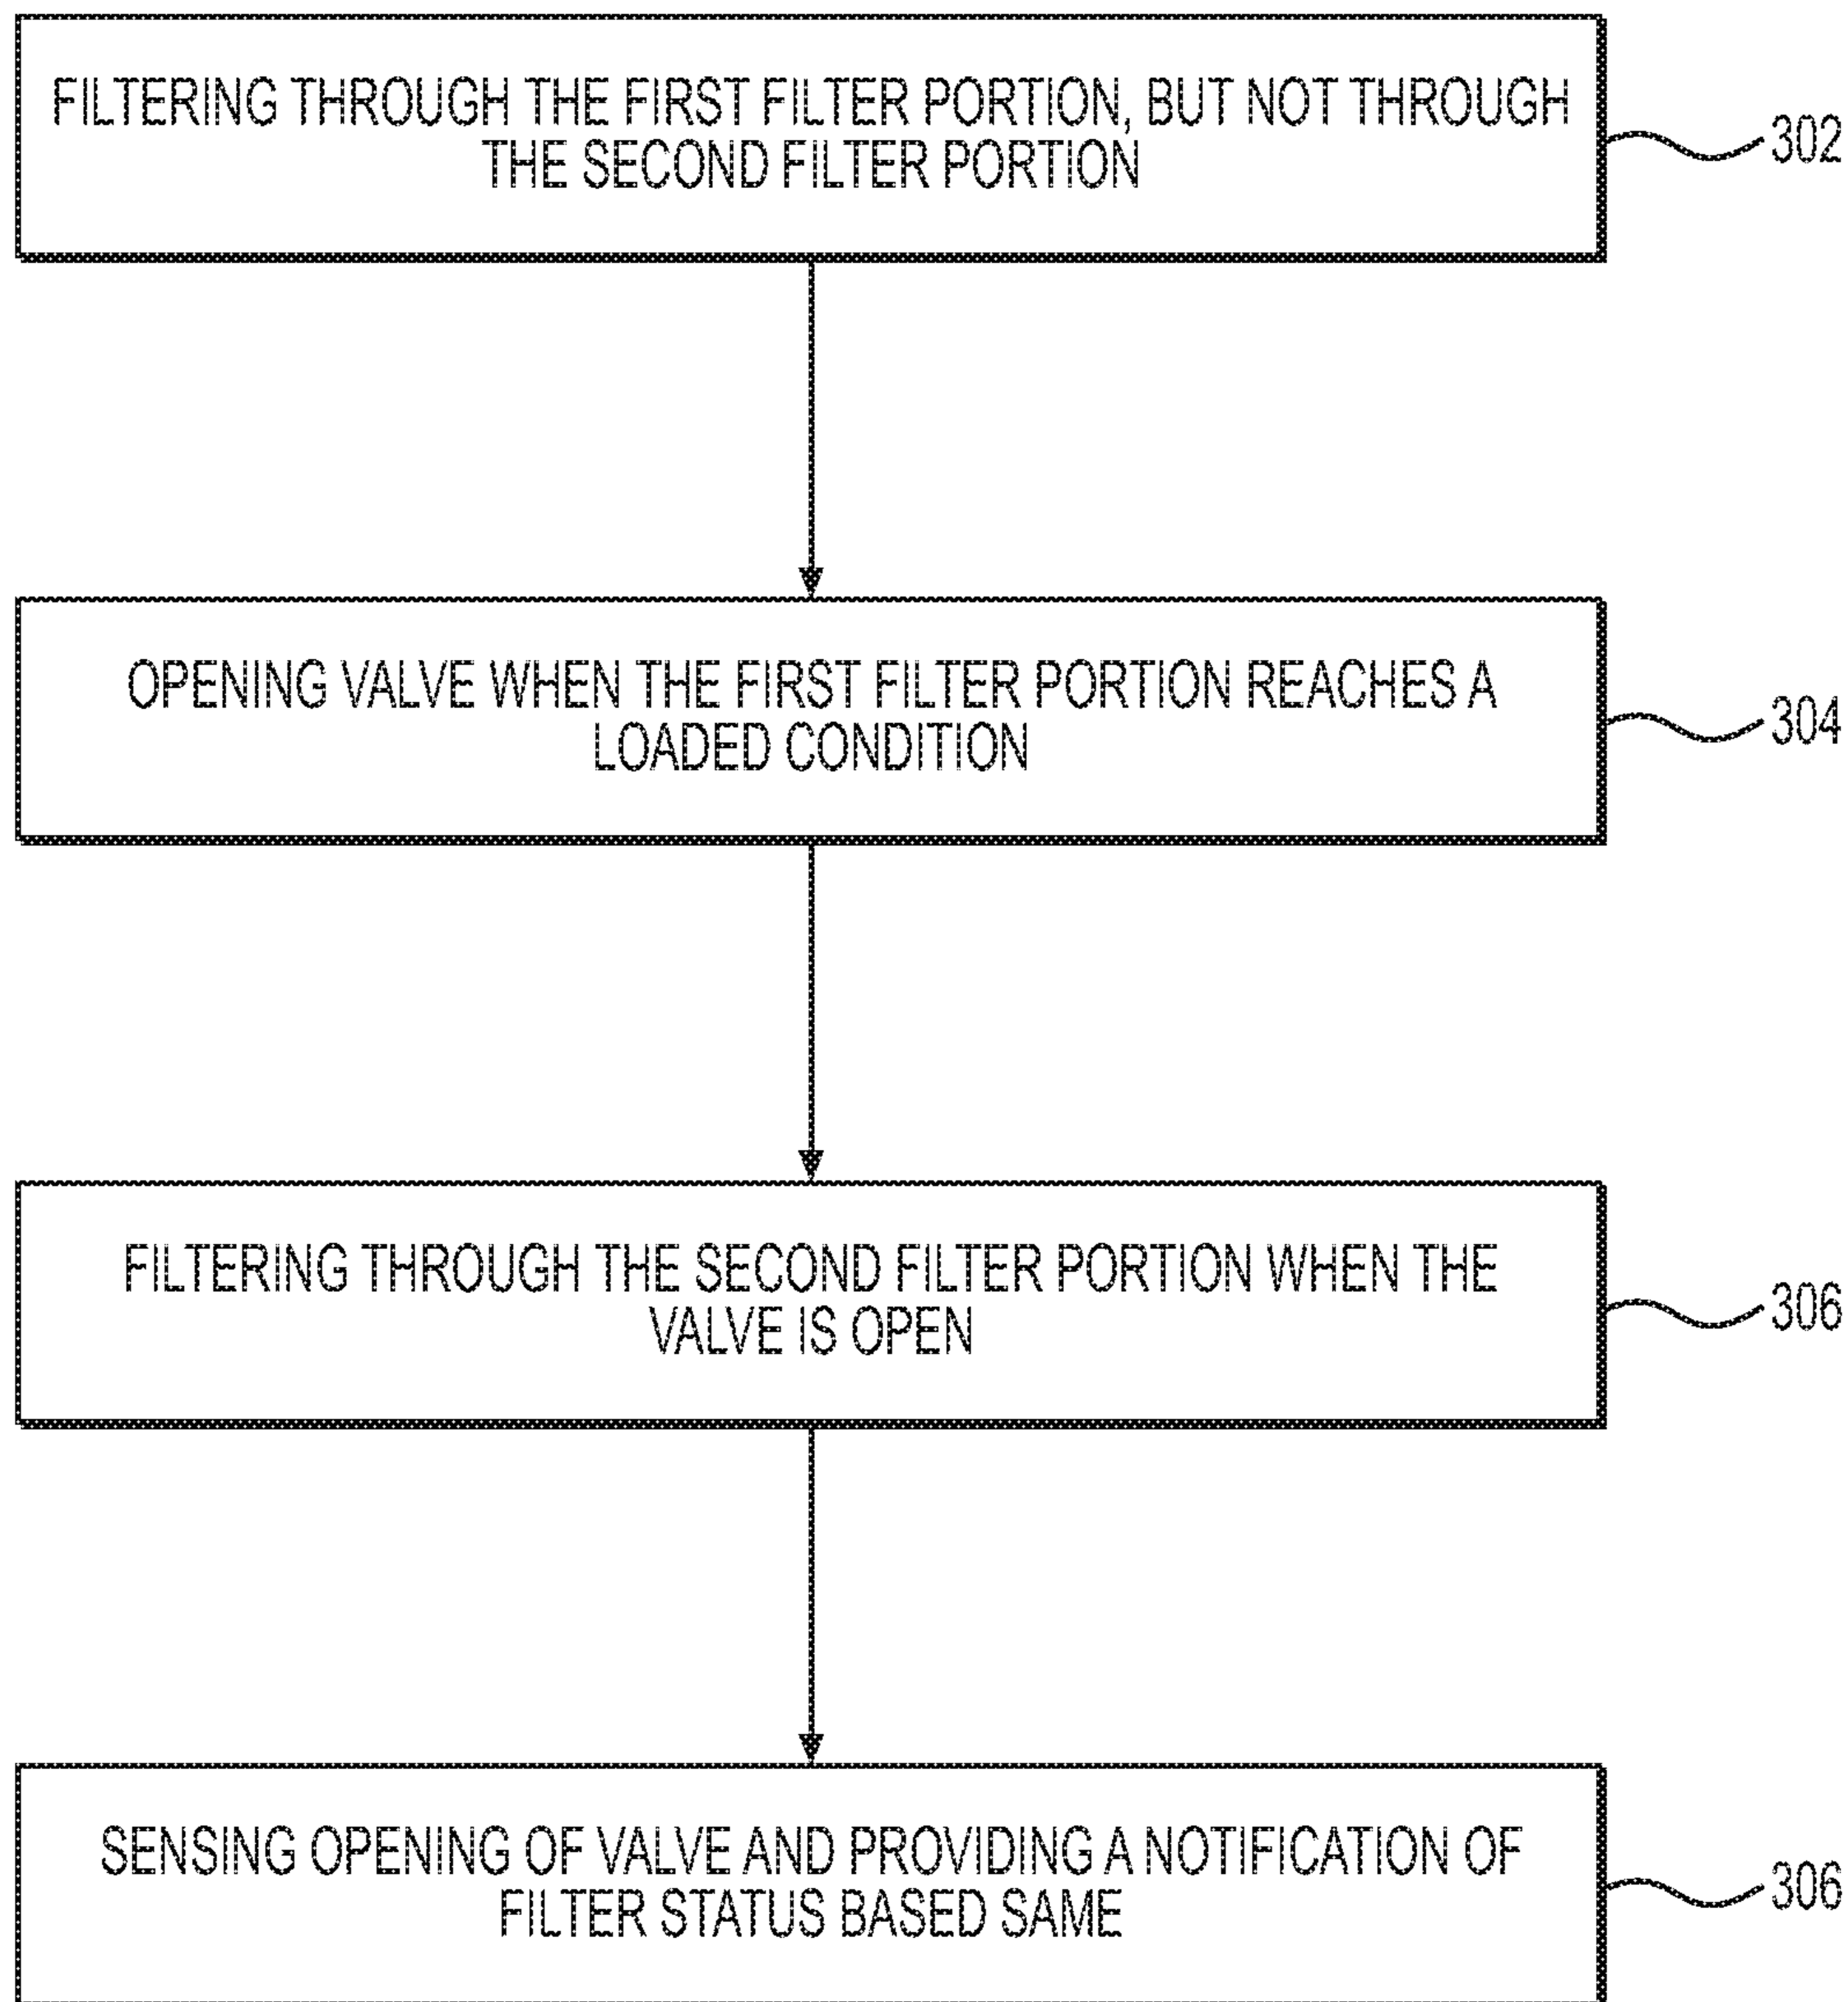 FILTERING THROUGH THE FIRST FILTER PORTION, BUT NOT THROUGH
THE SECOND FILTER PORTION
302
OPENING VALVE WHEN THE FIRST FILTER PORTION REACHES A
LOADED CONDITION
304
FILTERING THROUGH THE SECOND FILTER PORTION WHEN THE
VALVE IS OPEN
306
SENSING OPENING OF VALVE AND PROVIDING A NOTIFICATION OF
FILTER STATUS BASED SAME
306